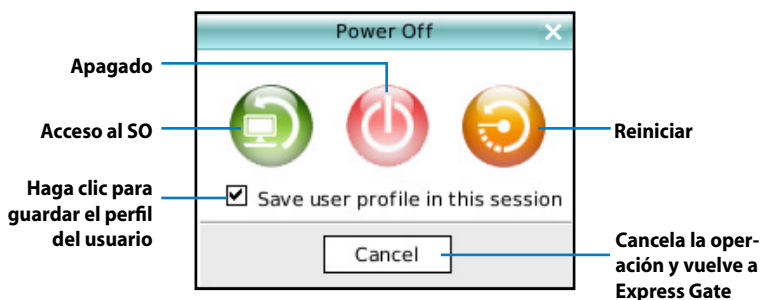 Power Off
Apagado
Acceso al SO
Reiniciar
Haga clic para
guardar el perfil
del usuario
Save user profile in this session
Cancel
Cancela la oper-
ación y vuelve a
Express Gate